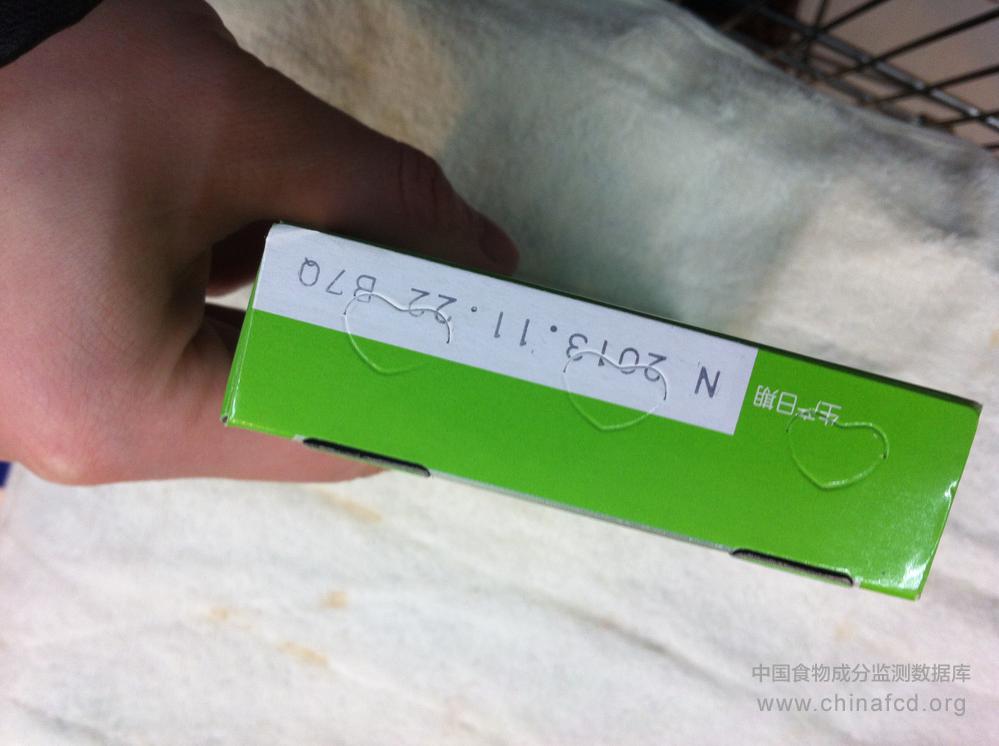 生产日期
N 2013.11.22 B7Q
中国食物成分监测数据库
www.chinafcd.org